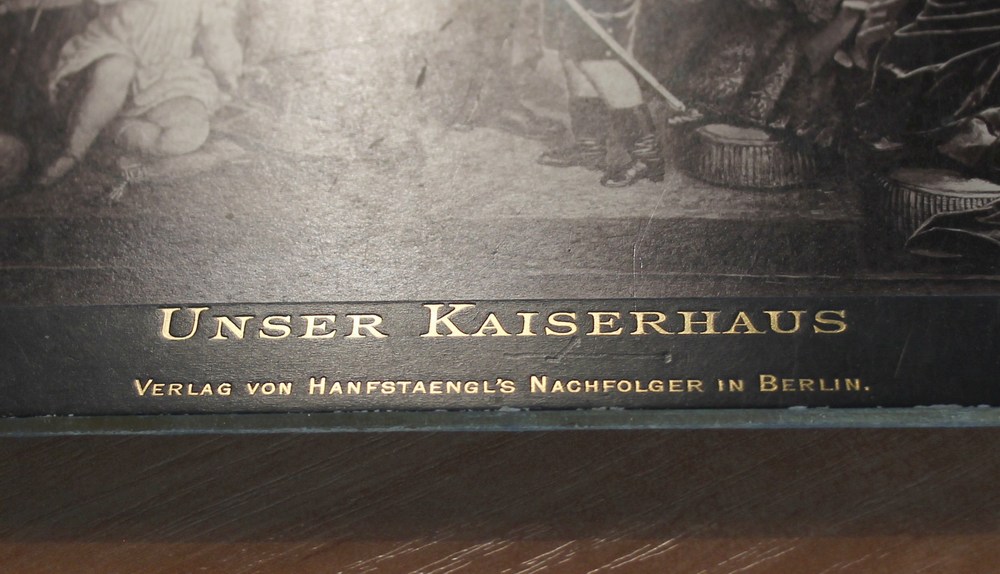 UNSER KAISERHAUS
VERLAG VON HANFSTAENGL'S NACHFOLGER IN BERLIN.